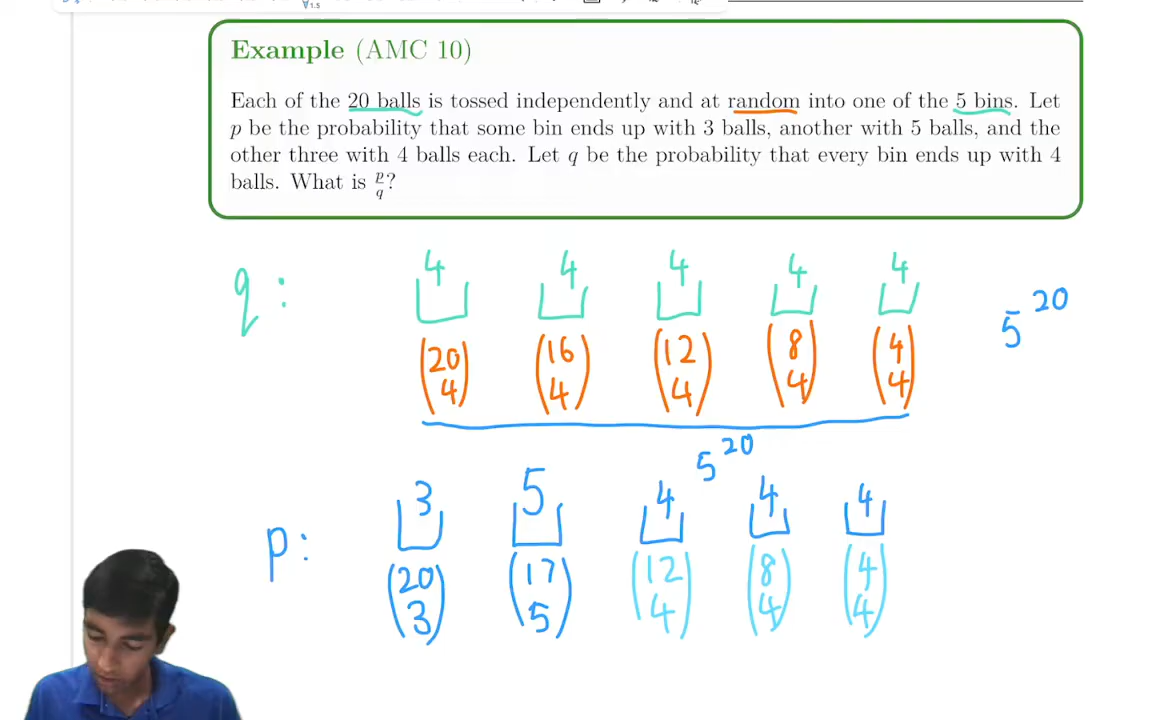 Example (AMC 10)
Each of the 20 balls is tossed independently and at random into one of the 5 bins. Let
p be the probability that some bin ends up with 3 balls, another with 5 balls, and the
other three with 4 balls each. Let q be the probability that every bin ends up with 4
balls. What is p/q?
q: 4 4 4 4 4
(20 4) (16 4) (12 4) (8 4) (4 4) 5^20
5^20
p: 3 5 4 4 4
(20 3) (17 5) (12 4) (8 4) (4 4)